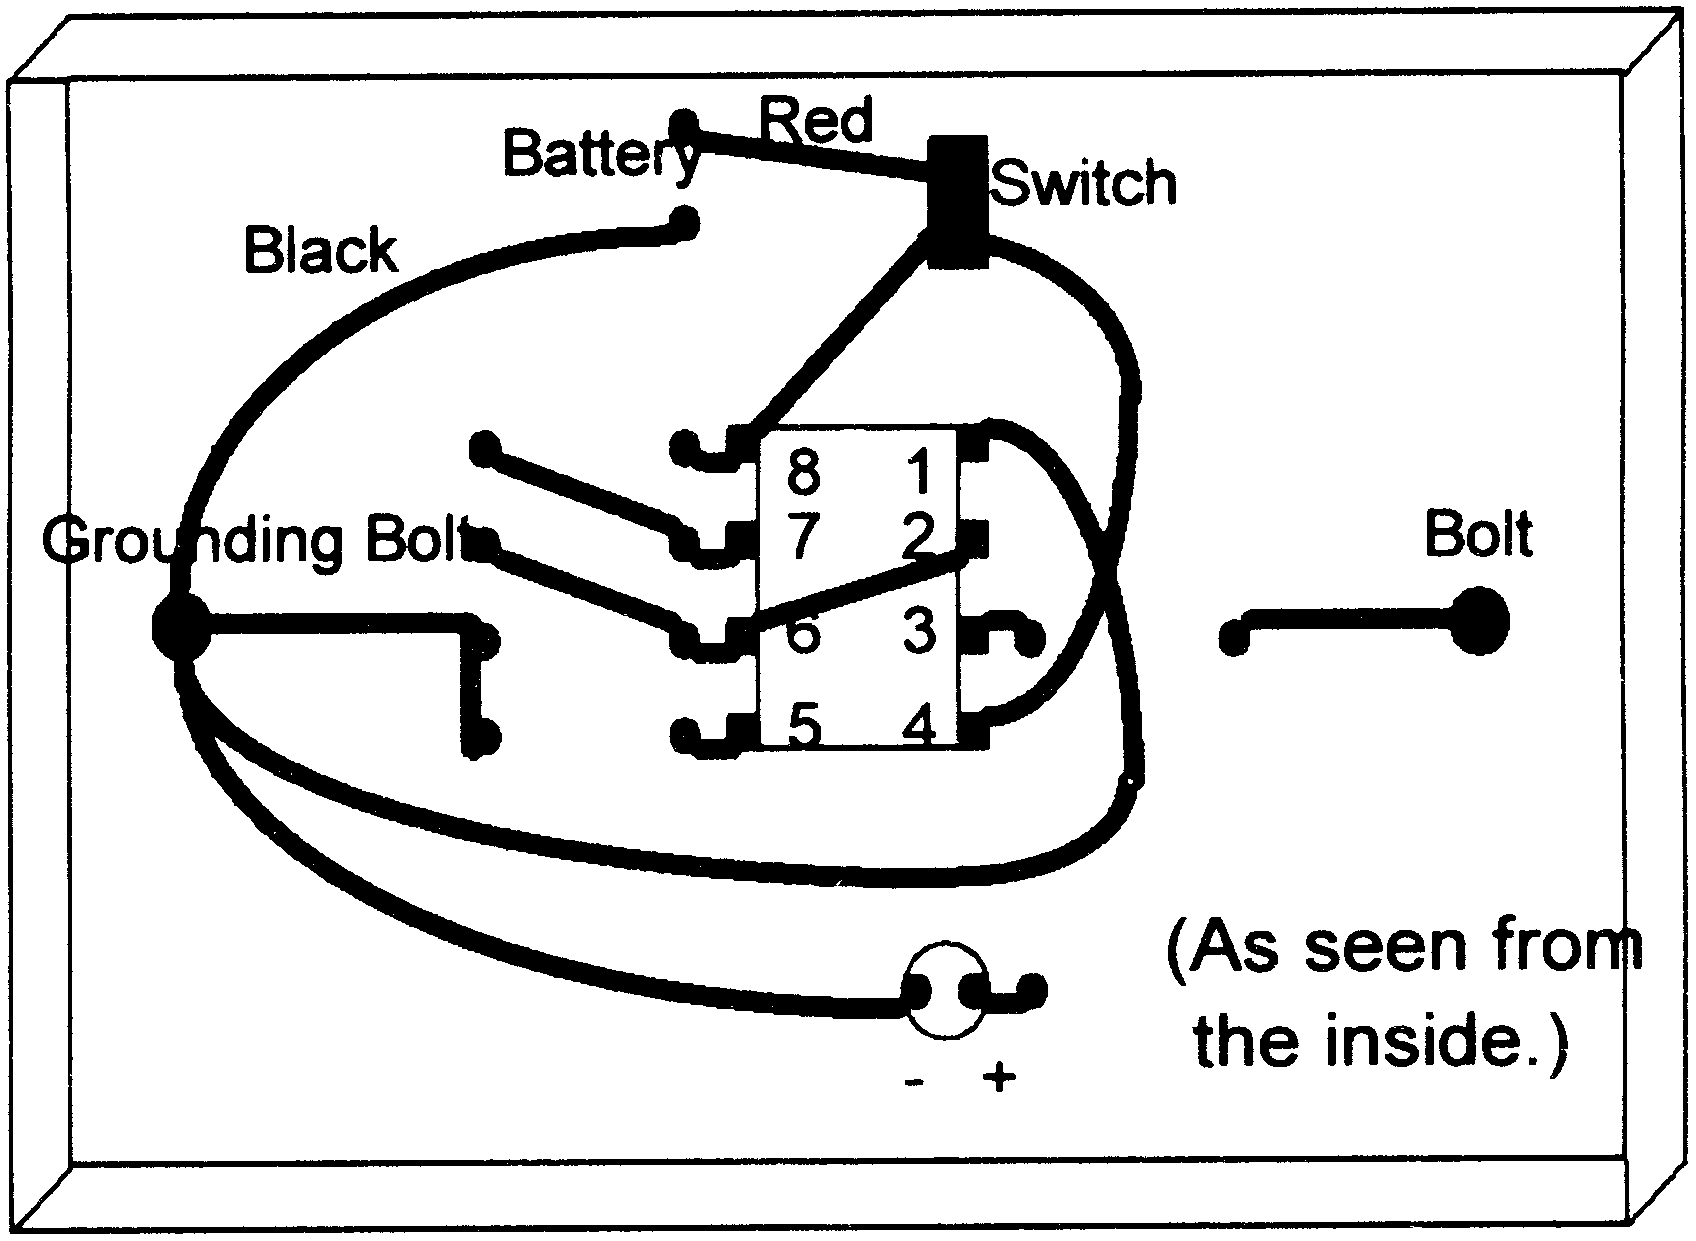 Red
Battery
Switch
Black
8 1
7 2
Grounding Bolt
Bolt
6 3
5 4
(As seen from
the inside.)
- +